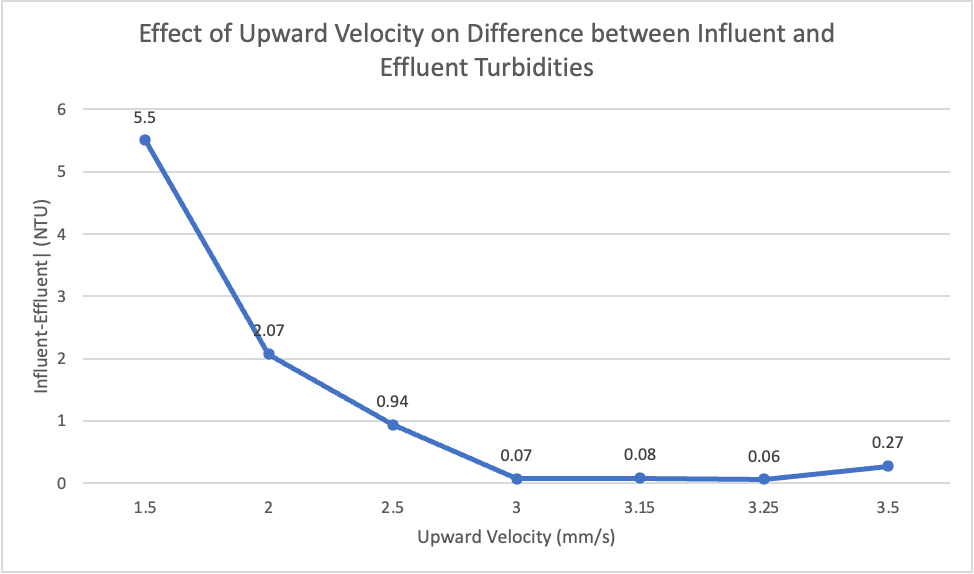 Effect of Upward Velocity on Difference between Influent and
Effluent Turbidities
Influent-Effluent| (NTU)
6
5
4
3
2
1
0
5.5
2.07
0.94
0.07
0.08
0.06
0.27
1.5 2 2.5 3 3.15 3.25 3.5
Upward Velocity (mm/s)